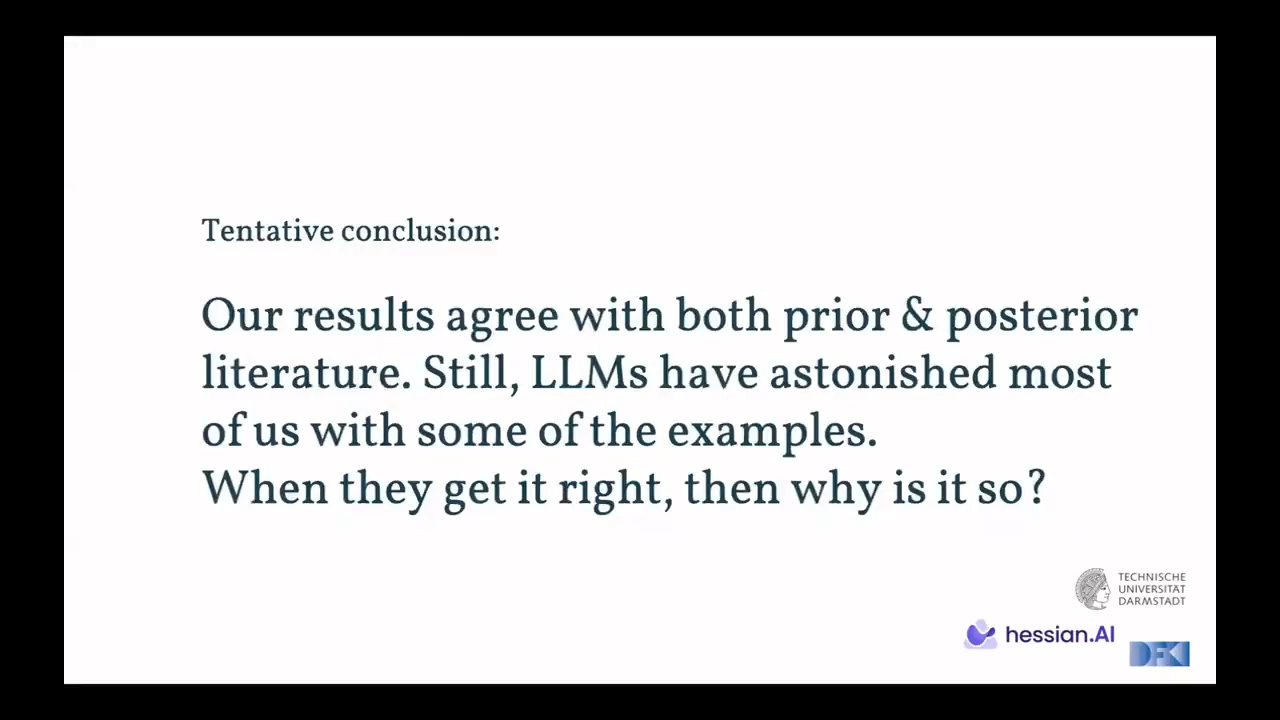 Tentative conclusion:
Our results agree with both prior & posterior
literature. Still, LLMs have astonished most
of us with some of the examples.
When they get it right, then why is it so?
TECHNISCHE
UNIVERSITÄT
DARMSTADT
hessian.AI
DFKI